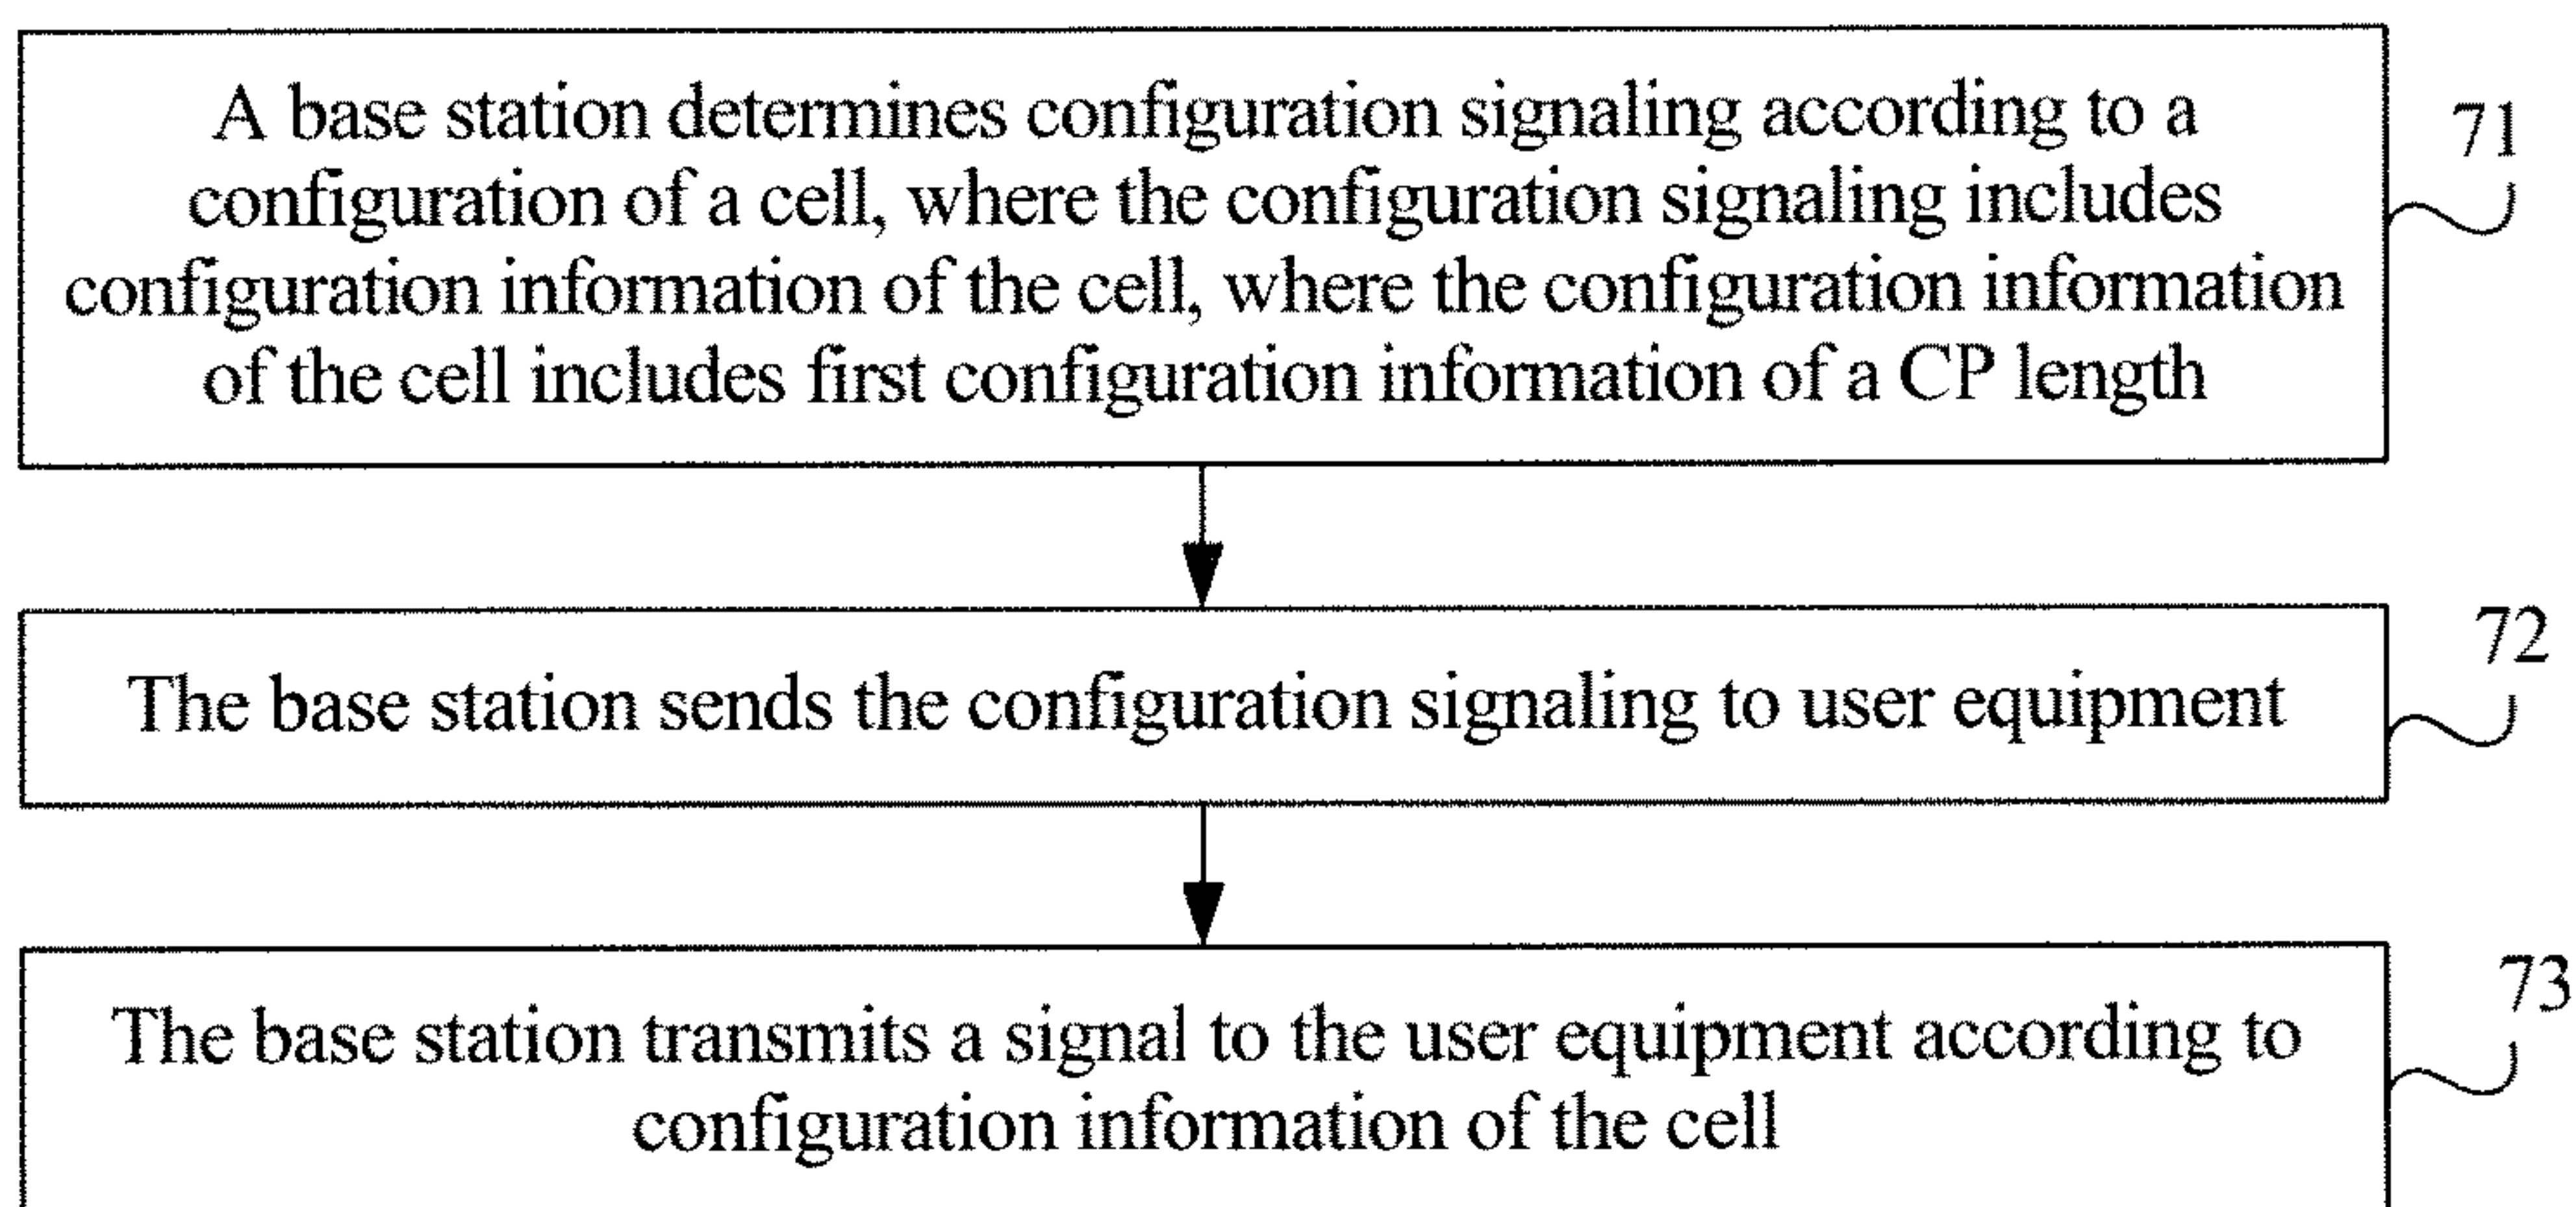 A base station determines configuration signaling according to a
configuration of a cell, where the configuration signaling includes
configuration information of the cell, where the configuration information
of the cell includes first configuration information of a CP length
71
The base station sends the configuration signaling to user equipment
72
The base station transmits a signal to the user equipment according to
configuration information of the cell
73